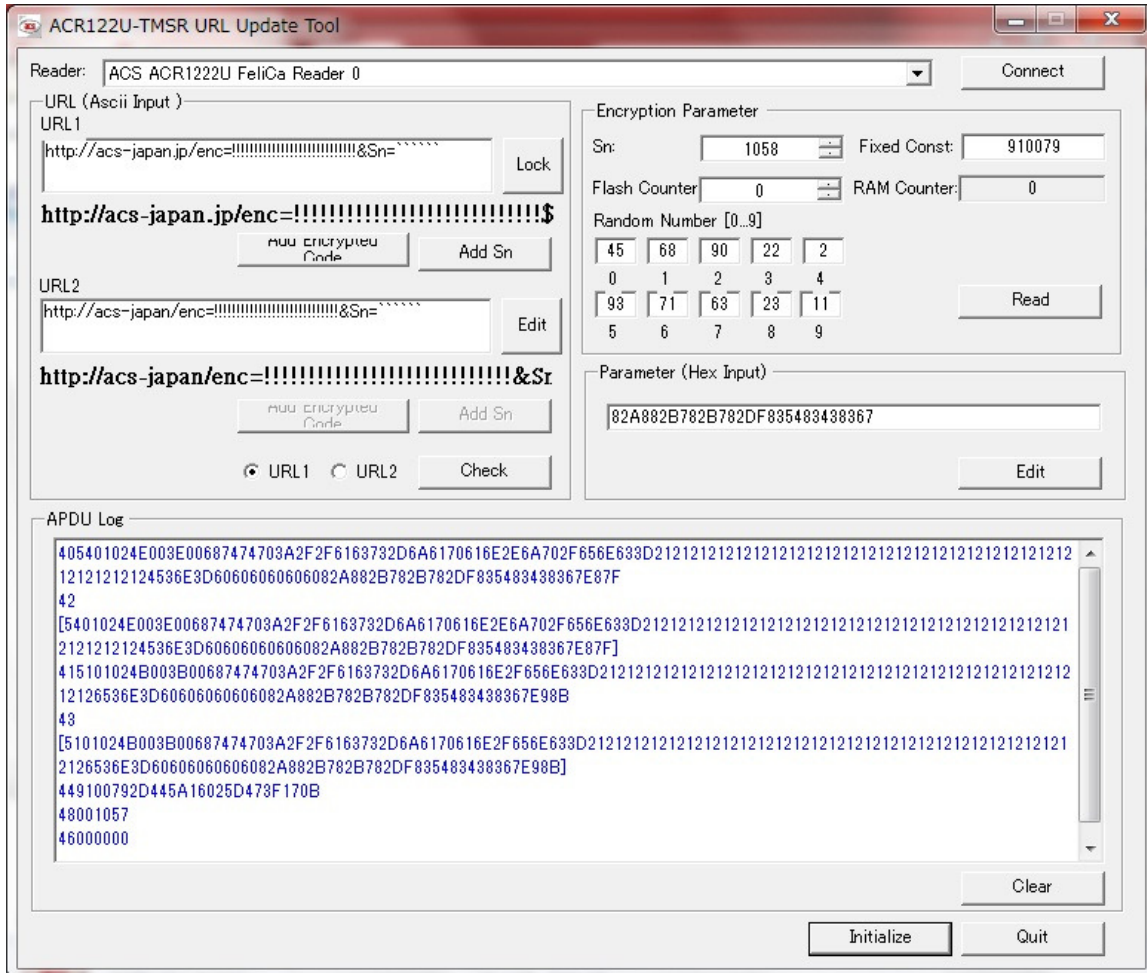 ACR122U-TMSR URL Update Tool
Reader: ACS ACR1222U FeliCa Reader 0 Connect
URL (Ascii Input )
URL1
http://acs-japan.jp/enc=!!!!!!!!!!!!!!!!!!!!!!!!!!!!&Sn=``````
Lock
http://acs-japan.jp/enc=!!!!!!!!!!!!!!!!!!!!!!!!!!!!$
Add Encrypted Code Add Sn
URL2
http://acs-japan/enc=!!!!!!!!!!!!!!!!!!!!!!!!!!!!&Sn=``````
Edit
http://acs-japan/enc=!!!!!!!!!!!!!!!!!!!!!!!!!!!!&Sn
Add Encrypted Code Add Sn
URL1 URL2 Check
Encryption Parameter
Sn: 1058 Fixed Const: 910079
Flash Counter 0 RAM Counter: 0
Random Number [0...9]
45 68 90 22 2
0 1 2 3 4
93 71 63 23 11
5 6 7 8 9
Read
Parameter (Hex Input)
82A882B782B782DF835483438367
Edit
APDU Log
405401024E003E00687474703A2F2F6163732D6A6170616E2E6A702F656E633D21212121212121212121212121212121212121212121212
12121212124536E3D60606060606082A882B782B782DF835483438367E87F
42
[5401024E003E00687474703A2F2F6163732D6A6170616E2E6A702F656E633D212121212121212121212121212121212121212121212121
2121212124536E3D60606060606082A882B782B782DF835483438367E87F]
415101024B003B00687474703A2F2F6163732D6A6170616E2F656E633D21212121212121212121212121212121212121212121212121212
12126536E3D60606060606082A882B782B782DF835483438367E98B
43
[5101024B003B00687474703A2F2F6163732D6A6170616E2F656E633D212121212121212121212121212121212121212121212121212121
2126536E3D60606060606082A882B782B782DF835483438367E98B]
449100792D445A16025D473F170B
48001057
46000000
Clear
Initialize Quit